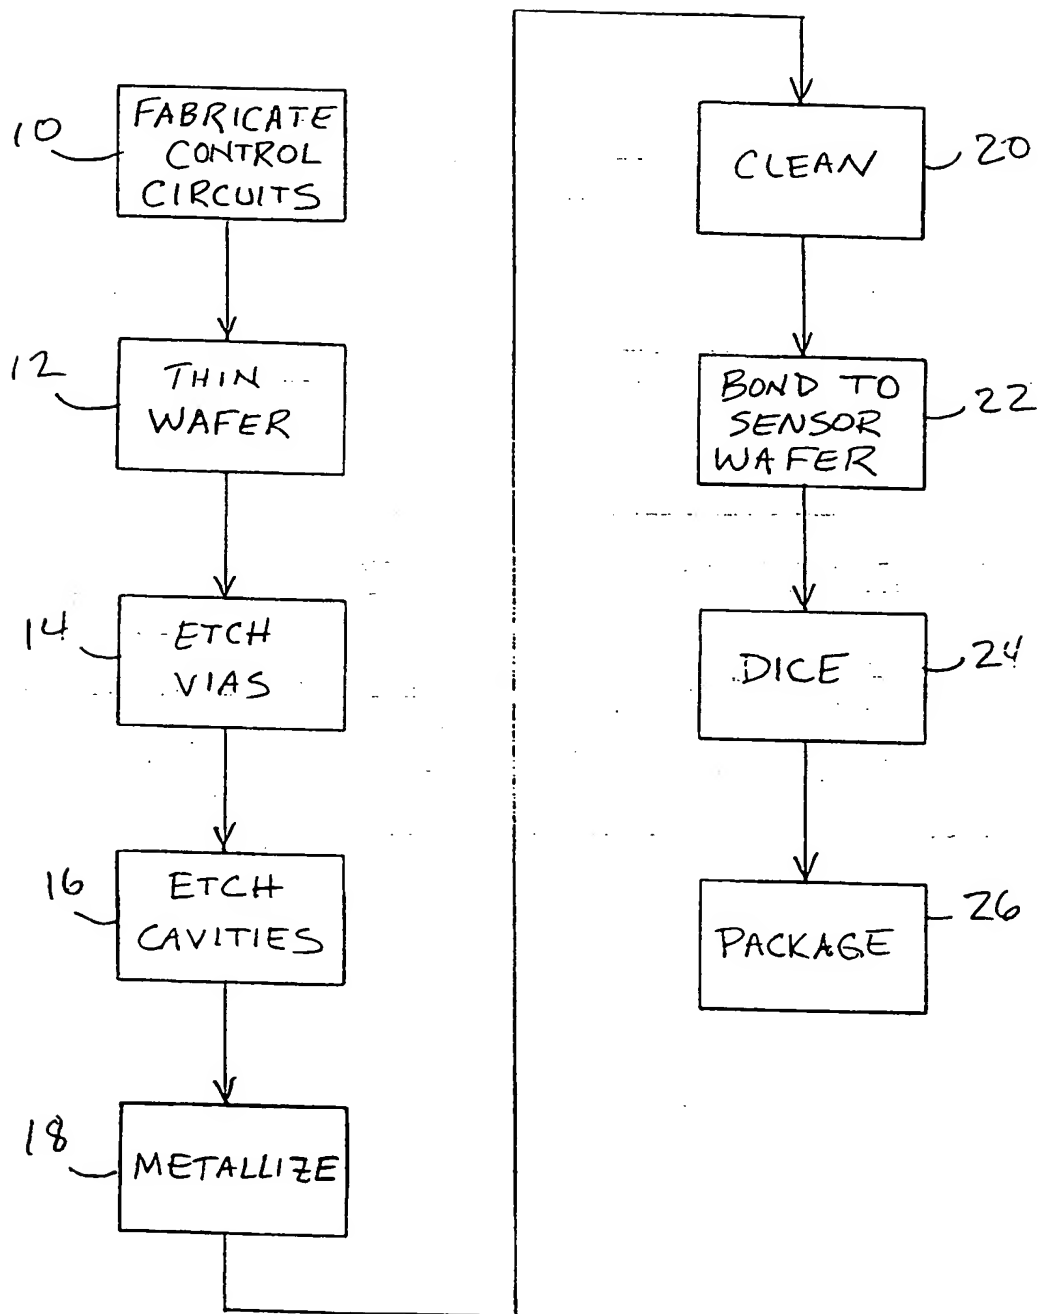 10
FABRICATE
CONTROL
CIRCUITS
12
THIN
WAFER
14
ETCH
VIAS
16
ETCH
CAVITIES
18
METALLIZE
CLEAN
20
BOND TO
SENSOR
WAFER
22
DICE
24
PACKAGE
26